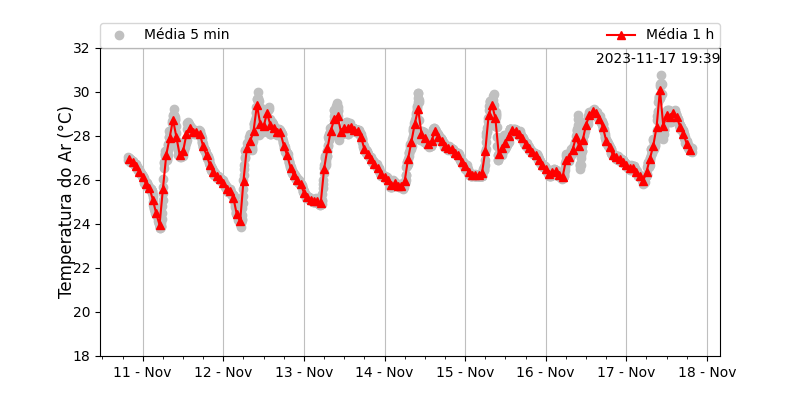 Média 5 min
Média 1 h
2023-11-17 19:39
Temperatura do Ar (°C)
32
30
28
26
24
22
20
18
11 - Nov
12 - Nov
13 - Nov
14 - Nov
15 - Nov
16 - Nov
17 - Nov
18 - Nov